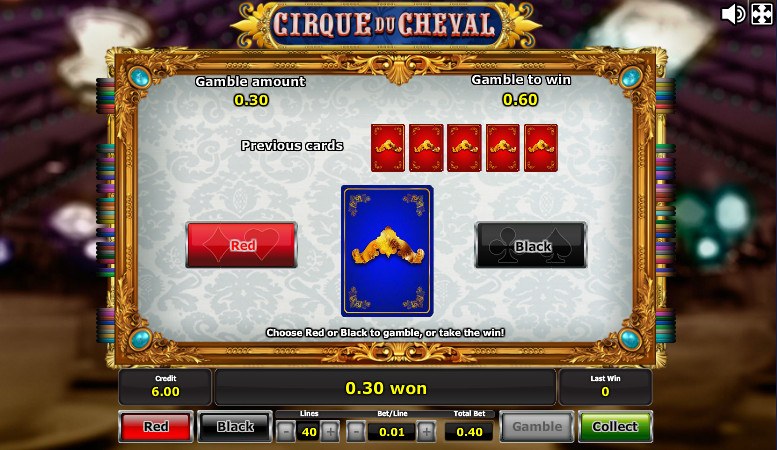 CIRQUE DU CHEVAL
Gamble amount
0.30
Gamble to win
0.60
Previous cards
Red
Black
Choose Red or Black to gamble, or take the win!
Credit
6.00
0.30 won
Last Win
0
Red
Black
Lines
- 40 +
Bet/Line
- 0.01 +
Total Bet
0.40
Gamble
Collect